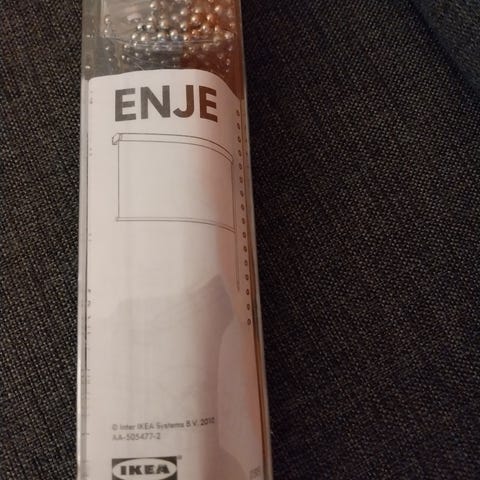 ENJE
© Inter IKEA Systems B.V. 2010
AA-505477-2
IKEA®